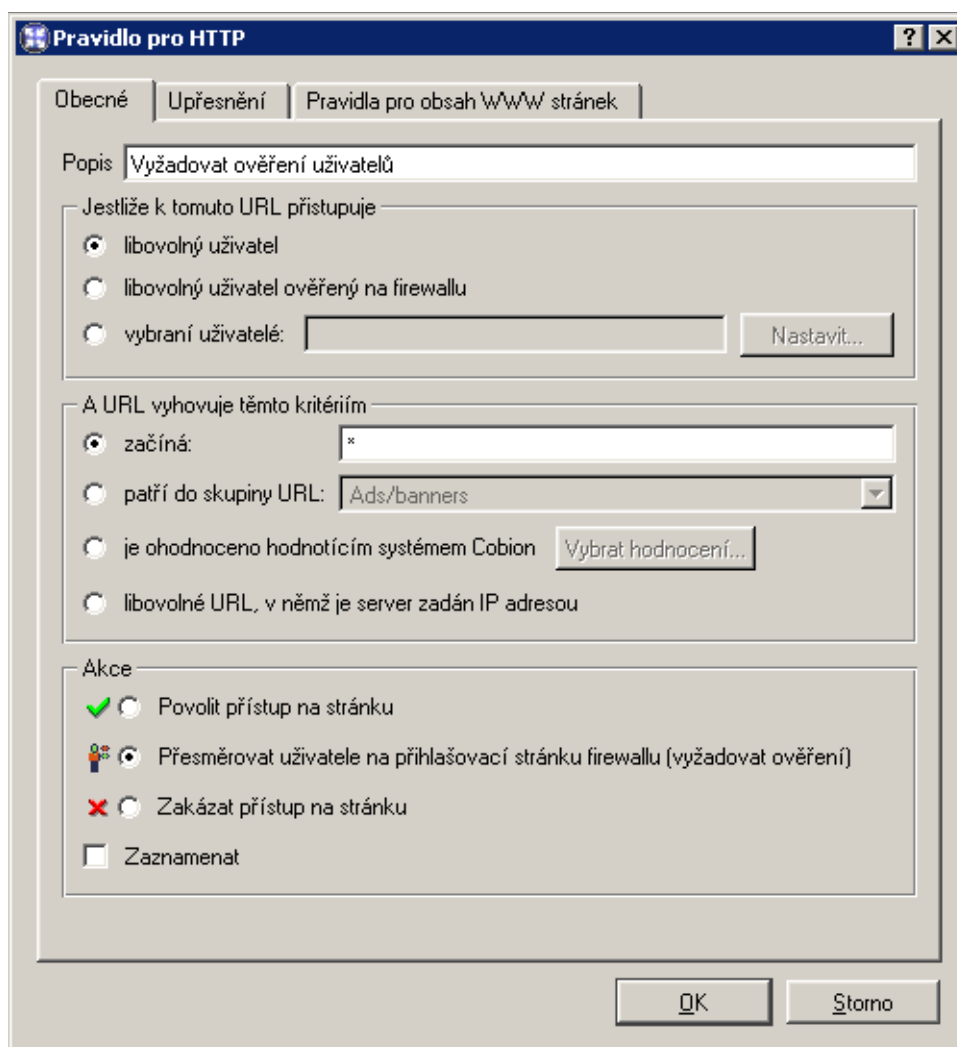 Pravidlo pro HTTP
Obecné Upřesnění Pravidla pro obsah WWW stránek
Popis Vyžadovat ověření uživatelů
Jestliže k tomuto URL přistupuje
libovolný uživatel
libovolný uživatel ověřený na firewallu
vybraní uživatelé: Nastavit...
A URL vyhovuje těmto kritériím
začíná: *
patří do skupiny URL: Ads/banners
je ohodnoceno hodnotícím systémem Cobion Vybrat hodnocení...
libovolné URL, v němž je server zadán IP adresou
Akce
Povolit přístup na stránku
Přesměrovat uživatele na přihlašovací stránku firewallu (vyžadovat ověření)
Zakázat přístup na stránku
Zaznamenat
OK Storno